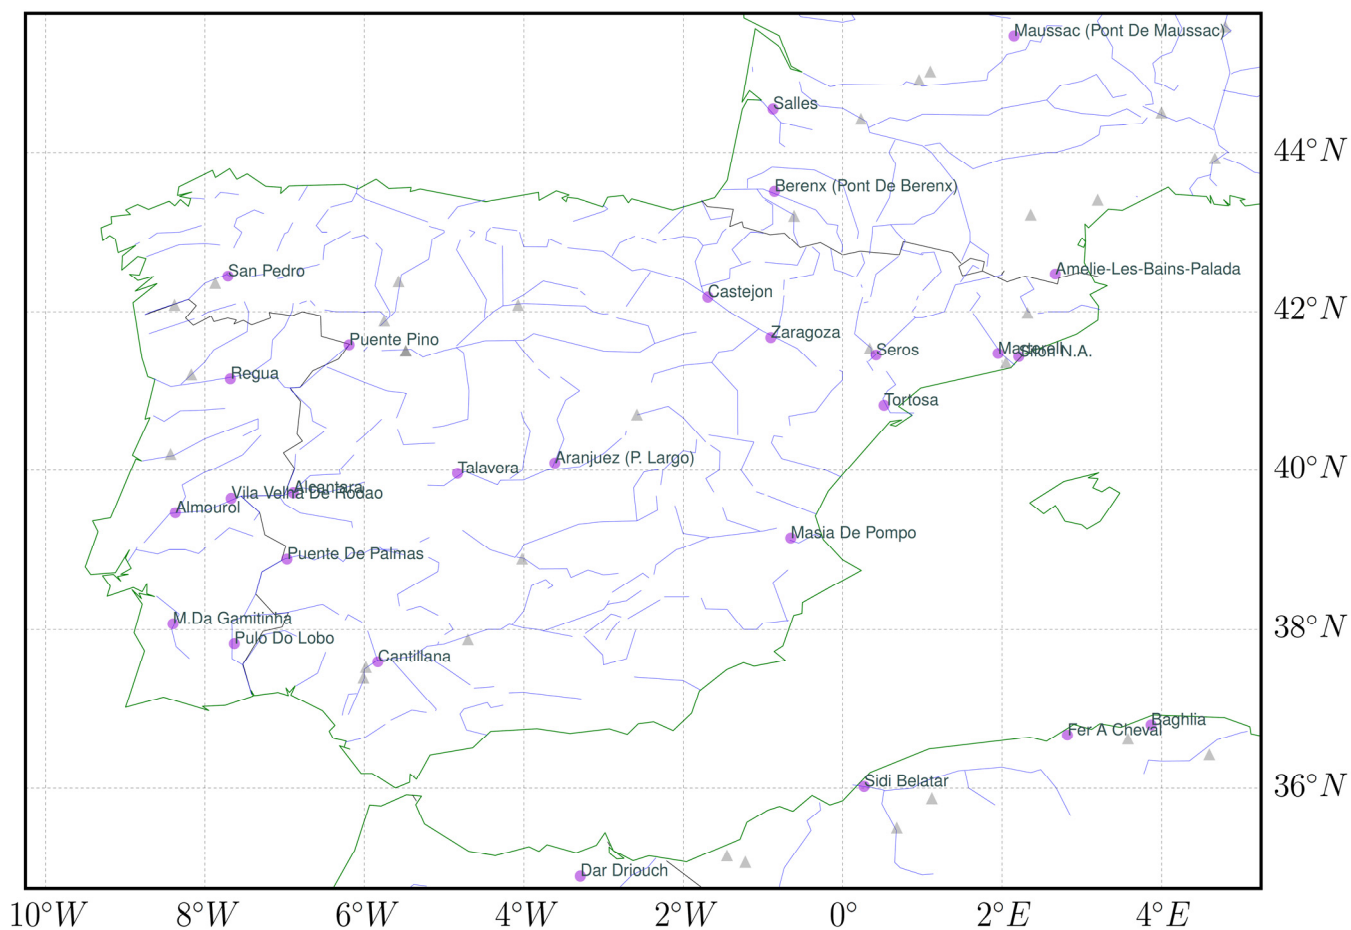 Maussac (Pont De Maussac)
Salles
44°N
Berenx (Pont De Berenx)
San Pedro
Amelie-Les-Bains-Palada
Castejon
42°N
Puente Pino
Zaragoza
Seros
Martorell
N.A.
Regua
Tortosa
Talavera
Aranjuez (P. Largo)
40°N
Alcantara
Vila Velha De Rodao
Almourol
Masia De Pompo
Puente De Palmas
M.Da Gamitinha
38°N
Pulo Do Lobo
Cantillana
Fer A Cheval
Baghlia
Sidi Belatar
36°N
Dar Driouch
10°W 8°W 6°W 4°W 2°W 0° 2°E 4°E